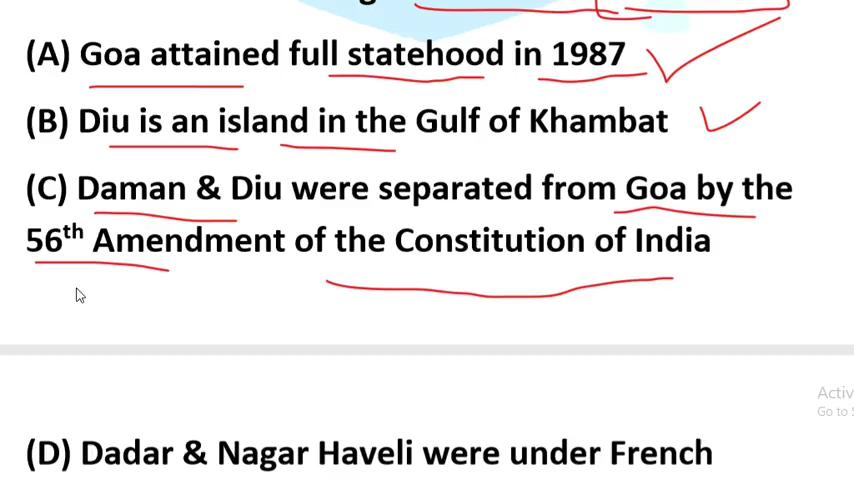 (A) Goa attained full statehood in 1987
(B) Diu is an island in the Gulf of Khambat
(C) Daman & Diu were separated from Goa by the
56th Amendment of the Constitution of India
Activ
Go to S
(D) Dadar & Nagar Haveli were under French